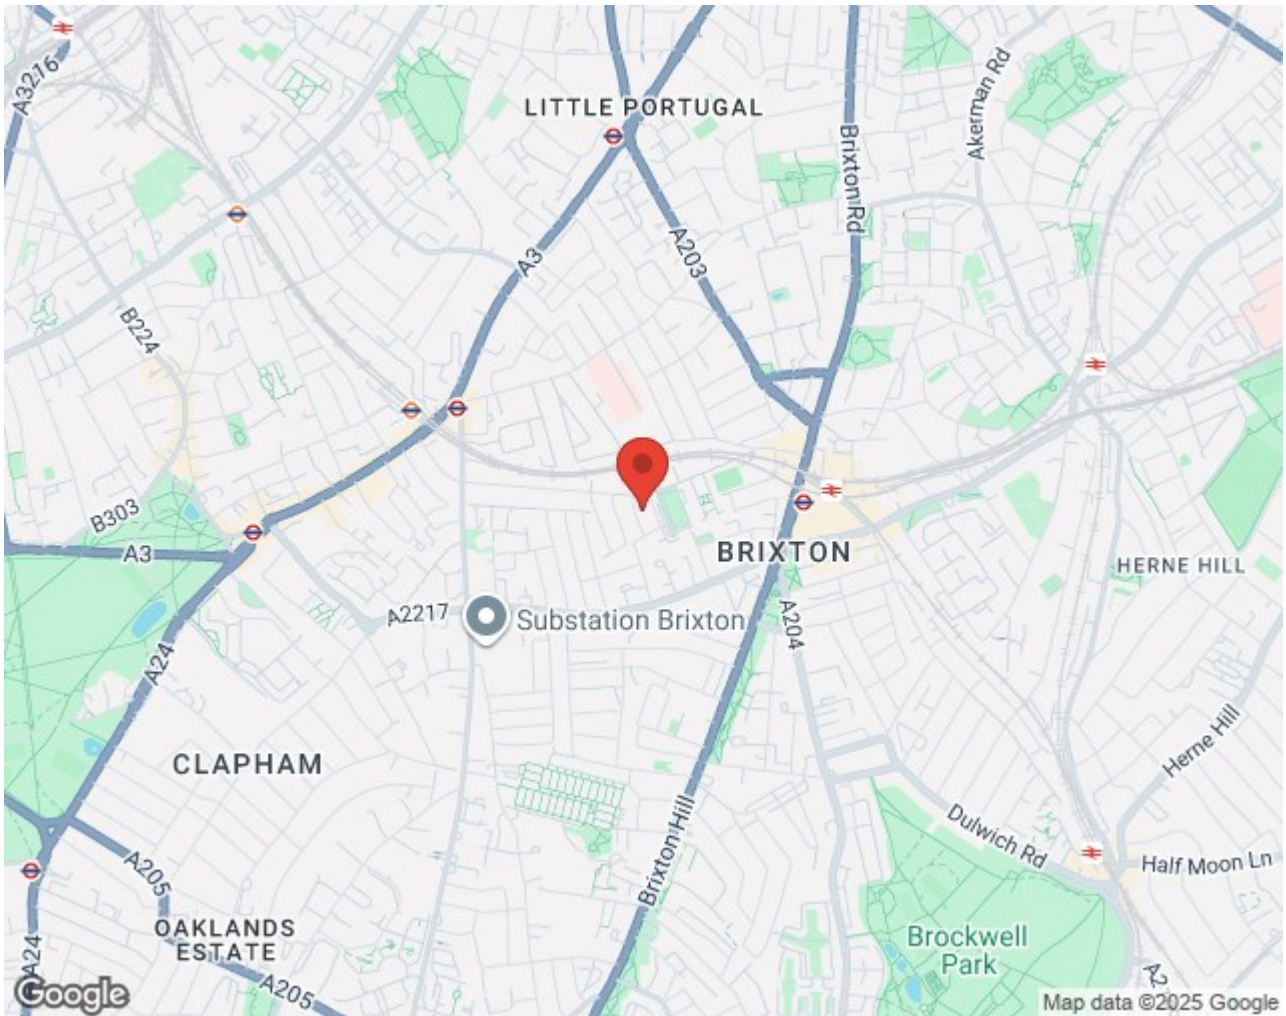 A3216
LITTLE PORTUGAL
Akerman Rd
Brixton Rd
A203
A3
B224
B303
A3
BRIXTON
HERNE HILL
A2217
Substation Brixton
A204
A24
CLAPHAM
Herne Hill
Brixton Hill
Dulwich Rd
Half Moon Ln
A205
OAKLANDS
ESTATE
Brockwell
Park
A24
A205
A2
Google
Map data ©2025 Google